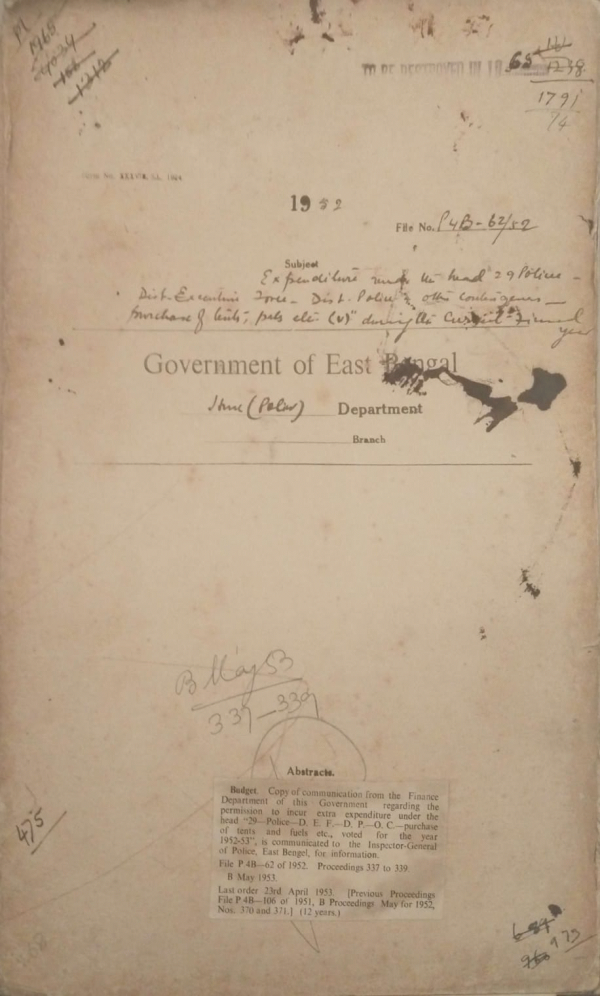 TO BE DESTROYED IN 19 65
1791
74
1952
File No. P4B-62/52
Subject
Expenditure under the head 29 Police -
Dist. Executive Force - Dist. Police & other contingencies -
purchase of tents, etc (v)" during the current Financial
year
Government of East Bengal
Home (Police) Department
Branch
B May 53
337-339
Abstracts.
475
Budget. Copy of communication from the Finance
Department of this Government regarding the
permission to incur extra expenditure under the
head "29—Police—D. E. F.—D. P.—O. C.—purchase
of tents and fuels etc., voted for the year
1952-53", is communicated to the Inspector-General
of Police, East Bengel, for information.
File P 4B—62 of 1952. Proceedings 337 to 339.
B May 1953.
Last order 23rd April 1953. [Previous Proceedings
File P 4B—106 of 1951, B Proceedings May for 1952,
Nos. 370 and 371.] (12 years.)